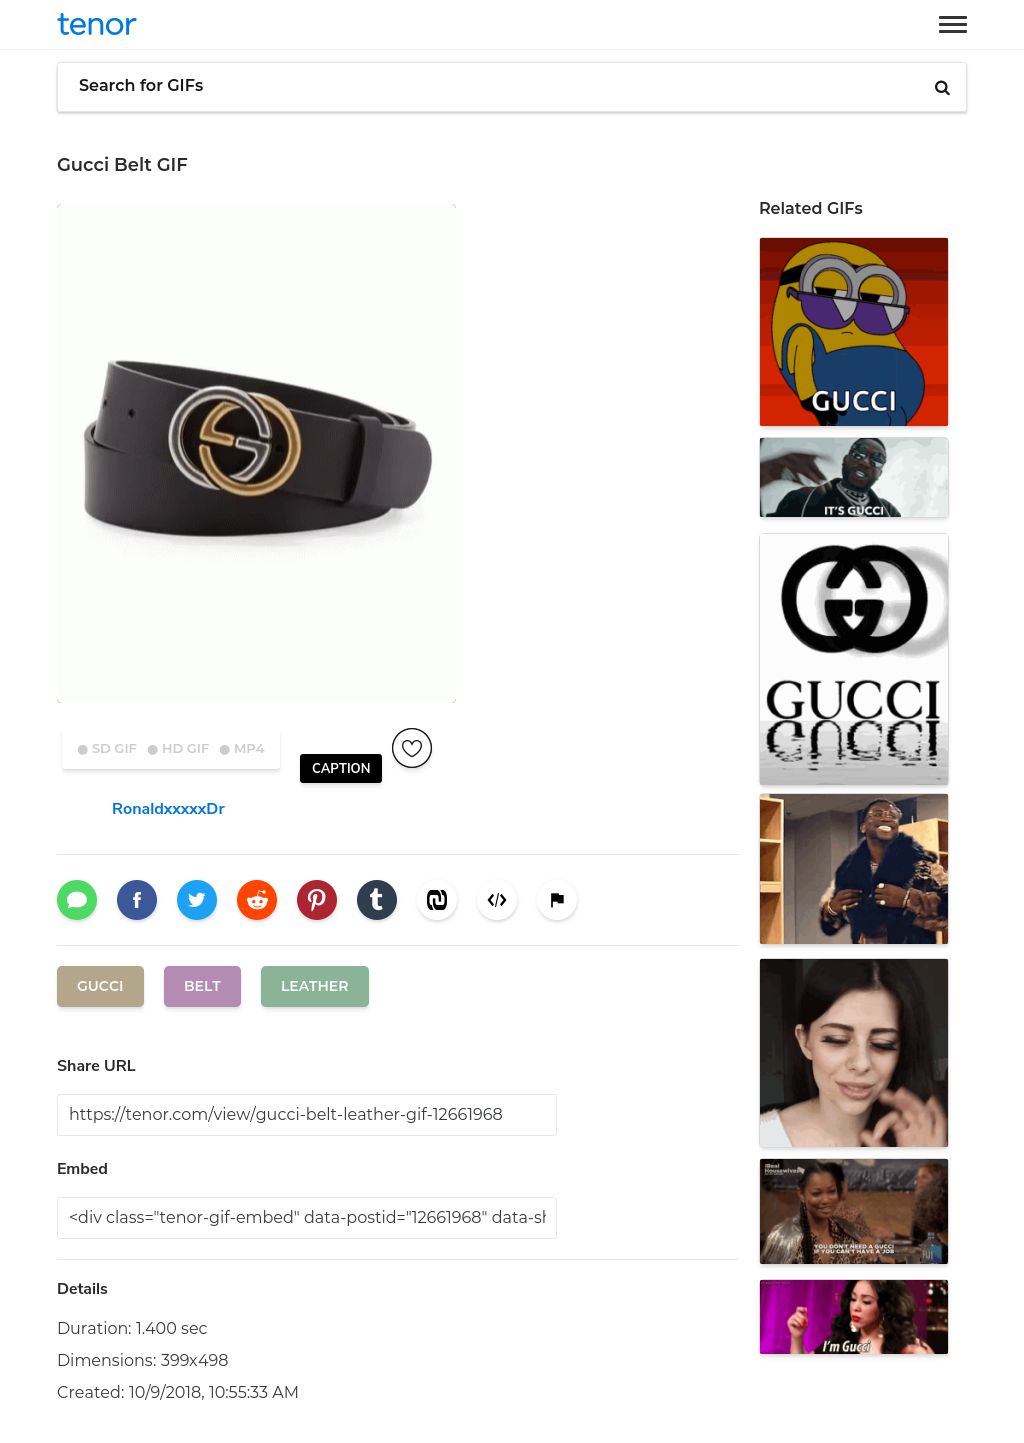 tenor
Search for GIFs
Gucci Belt GIF
Related GIFs
GUCCI
IT'S GUCCI
GUCCI
SD GIF HD GIF MP4
CAPTION
RonaldxxxxxDr
GUCCI BELT LEATHER
Share URL
https://tenor.com/view/gucci-belt-leather-gif-12661968
Embed
<div class="tenor-gif-embed" data-postid="12661968" data-sh
Real Housewives
YOU DON'T NEED A GUCCI
IF YOU CAN'T HAVE A JOB
I'm Gucci
Details
Duration: 1.400 sec
Dimensions: 399x498
Created: 10/9/2018, 10:55:33 AM